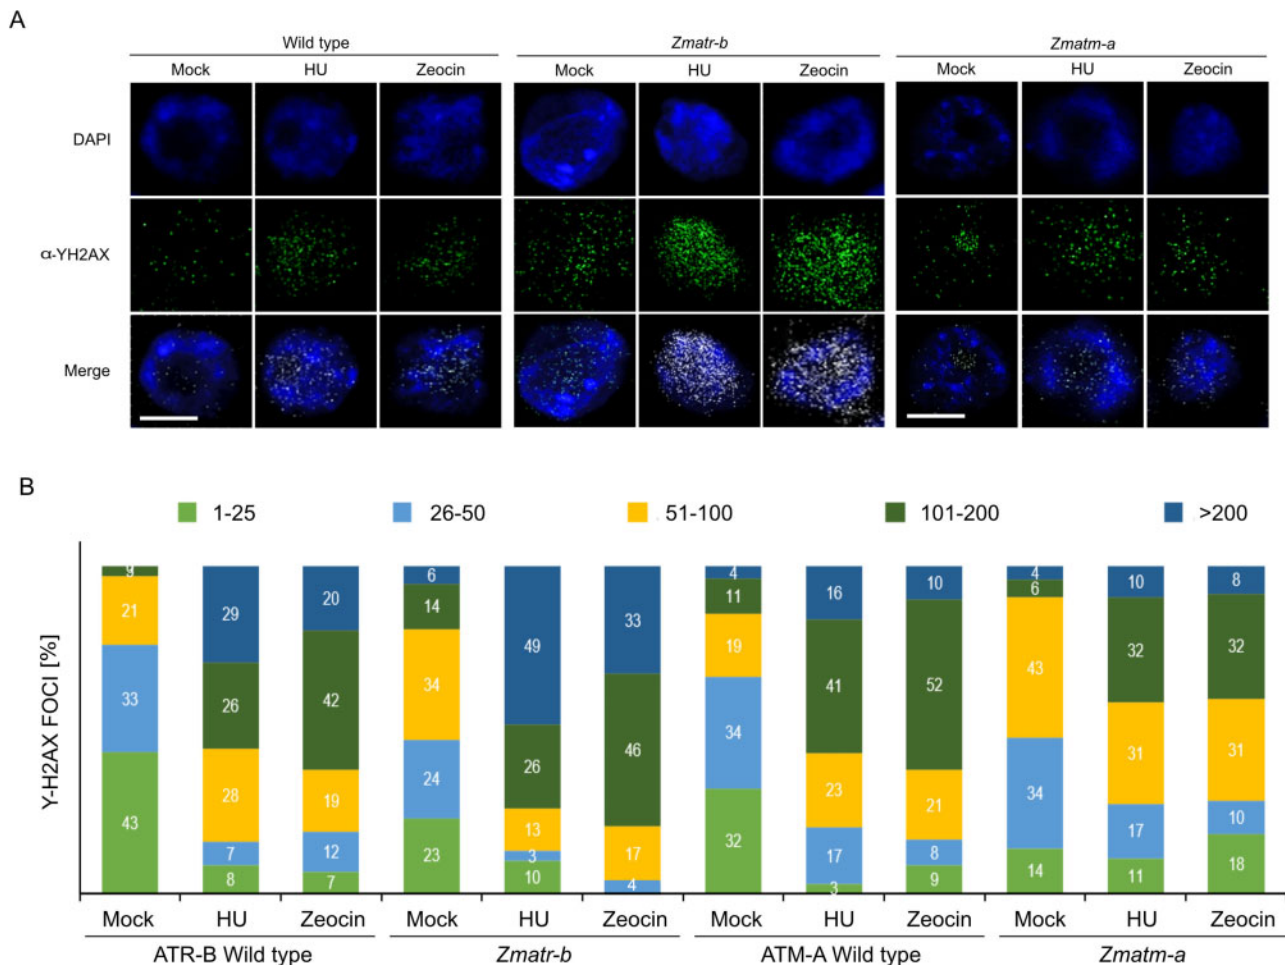 A
Wild type Zmatr-b Zmatm-a
Mock HU Zeocin Mock HU Zeocin Mock HU Zeocin
DAPI
α-YH2AX
Merge
B
1-25 26-50 51-100 101-200 >200
Y-H2AX FOCI [%]
21 33 43
29 26 28 7 8
20 42 19 12 7
6 14 34 24 23
49 26 13 3 10
33 46 17 4
4 11 19 34 32
16 41 23 17 3
10 52 21 8 9
4 6 43 34 14
10 32 31 17 11
8 32 31 10 18
Mock HU Zeocin Mock HU Zeocin Mock HU Zeocin Mock HU Zeocin
ATR-B Wild type Zmatr-b ATM-A Wild type Zmatm-a